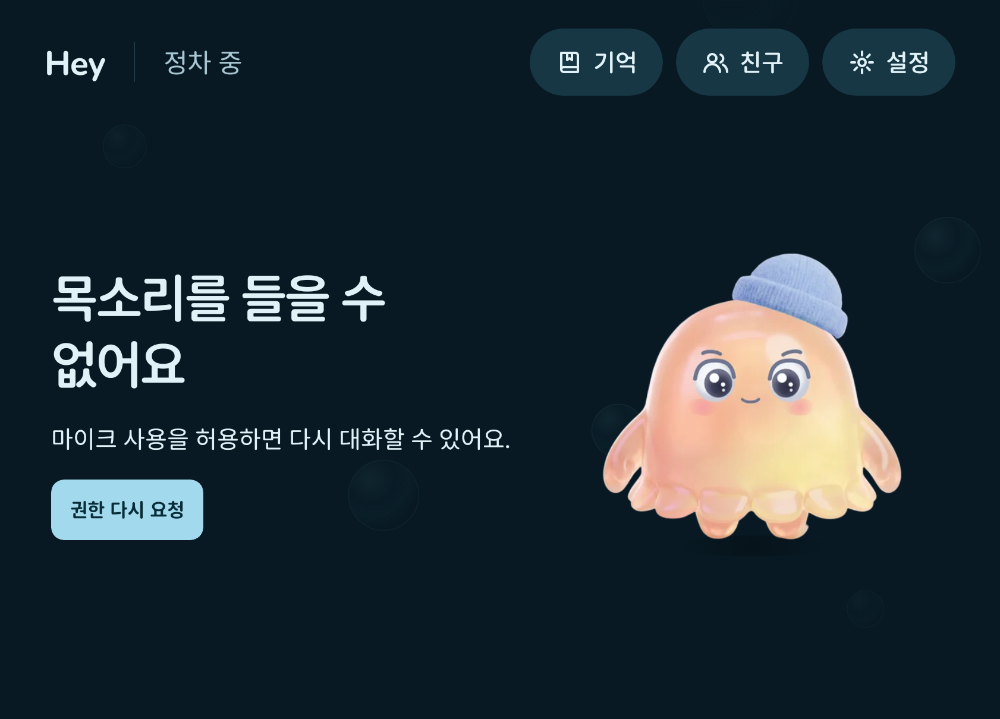 Hey
정차 중
기억
친구
설정
목소리를 들을 수
없어요
마이크 사용을 허용하면 다시 대화할 수 있어요.
권한 다시 요청